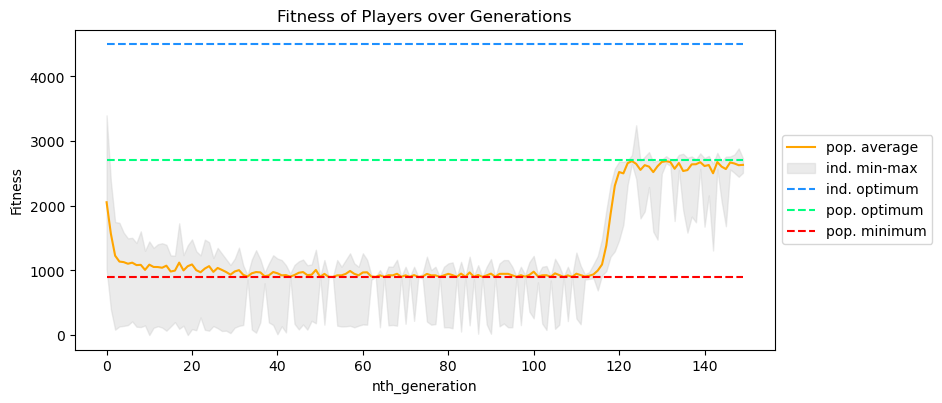 Fitness of Players over Generations
Fitness
4000
3000
2000
1000
0
0 20 40 60 80 100 120 140
nth_generation
pop. average
ind. min-max
ind. optimum
pop. optimum
pop. minimum